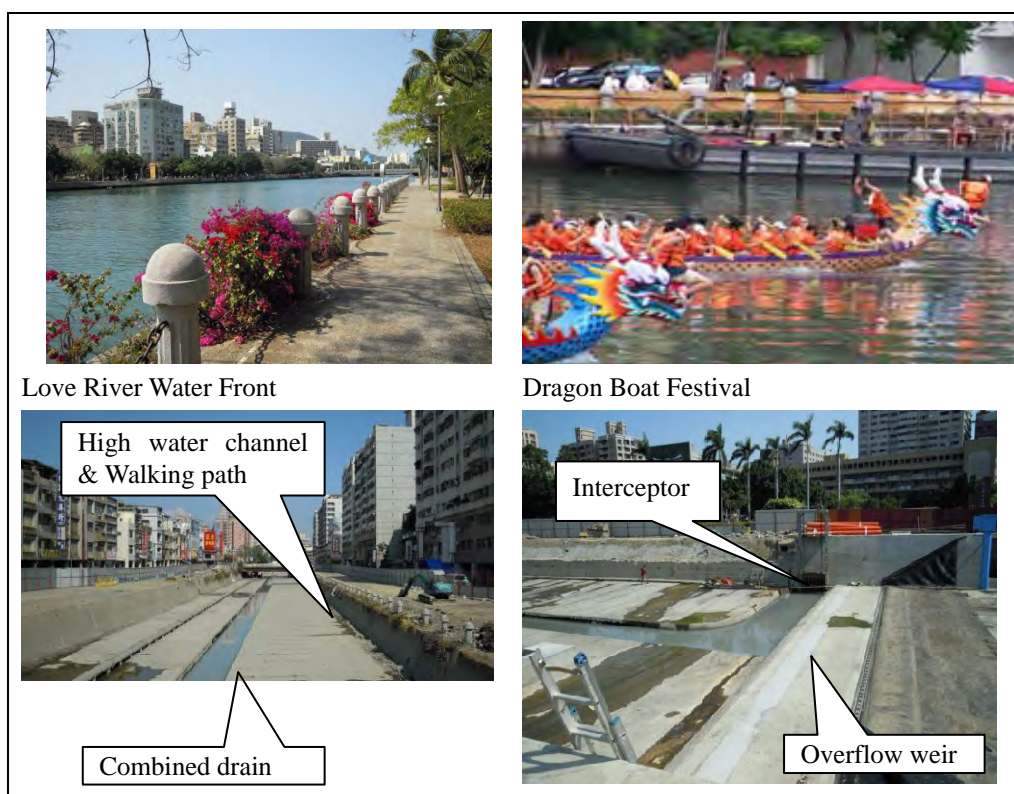 Love River Water Front
Dragon Boat Festival
High water channel
& Walking path
Combined drain
Interceptor
Overflow weir